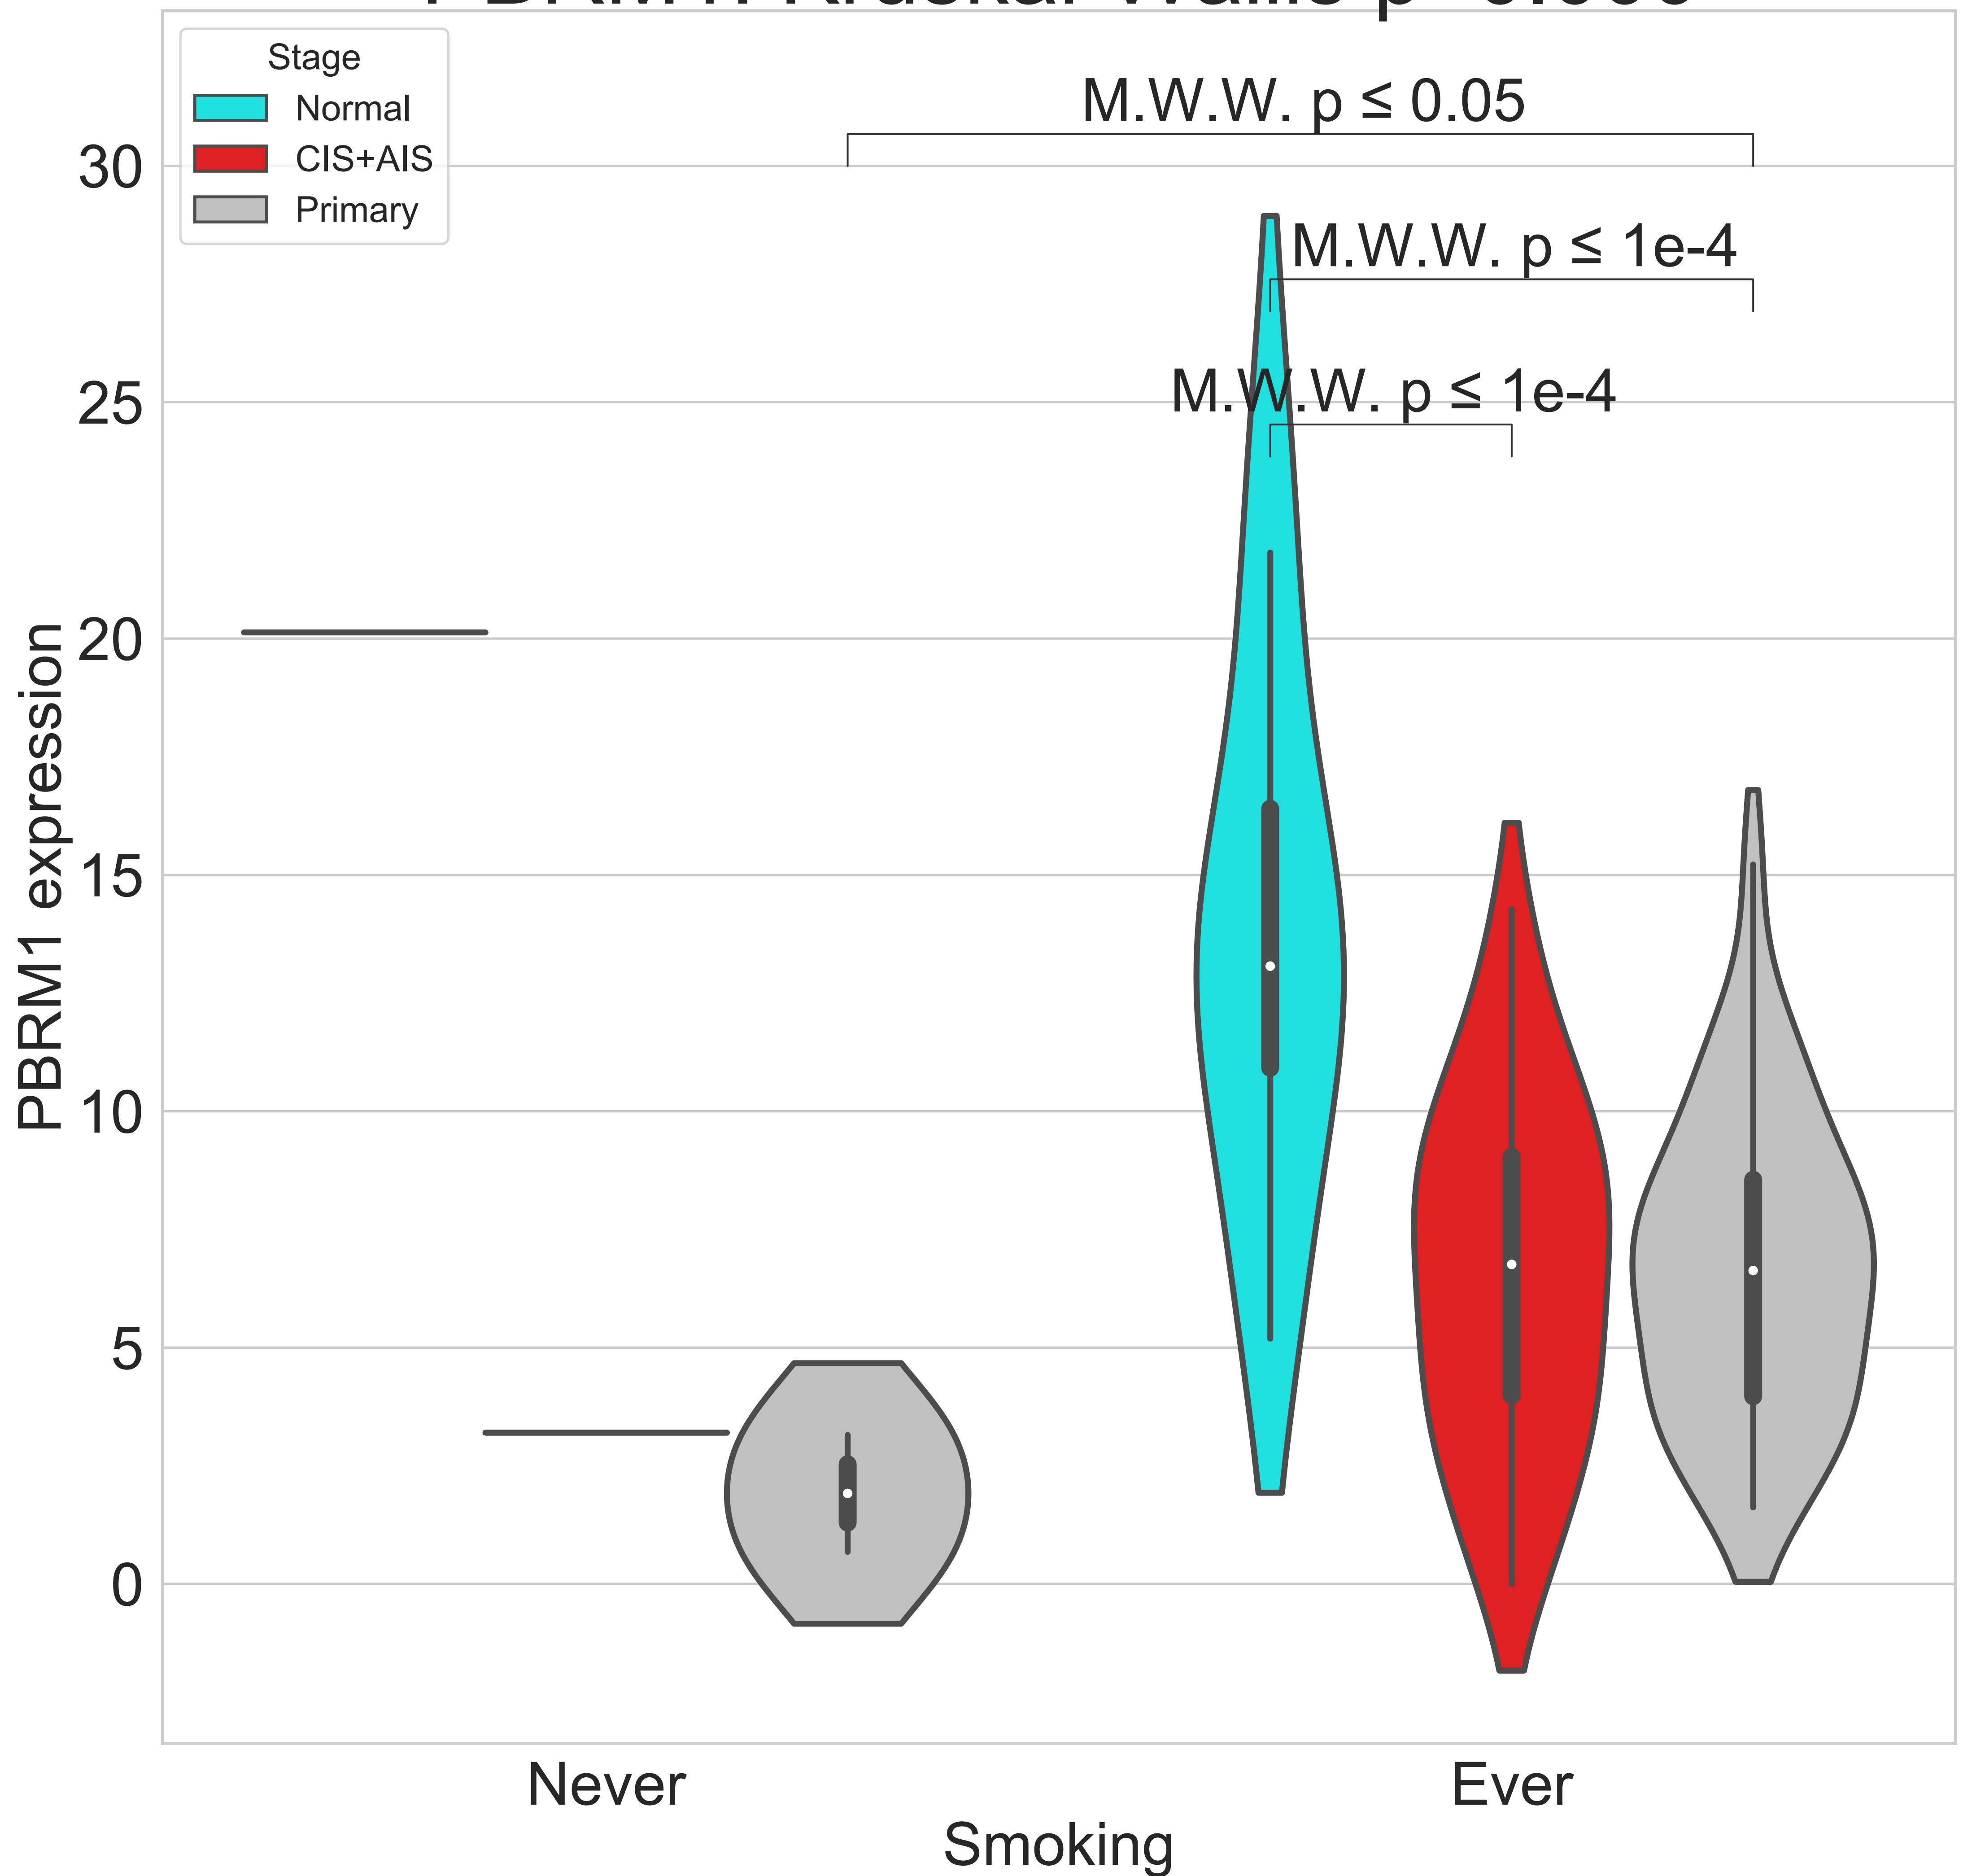 Stage
Normal
CIS+AIS
Primary
M.W.W. p ≤ 0.05
M.W.W. p ≤ 1e-4
M.W.W. p ≤ 1e-4
30
25
20
15
10
5
0
PBRM1 expression
Never
Ever
Smoking